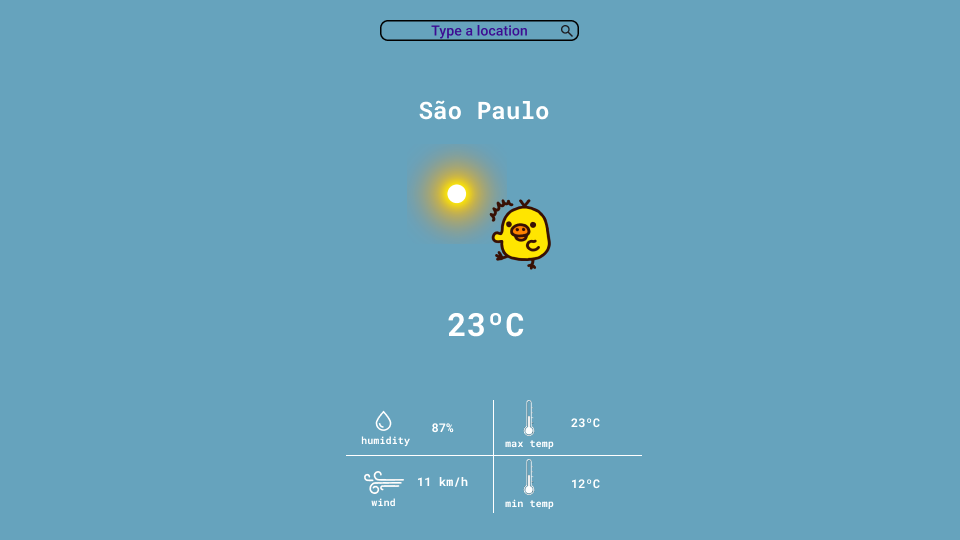 Type a location
São Paulo
23ºC
87%
humidity
23ºC
max temp
11 km/h
wind
12ºC
min temp